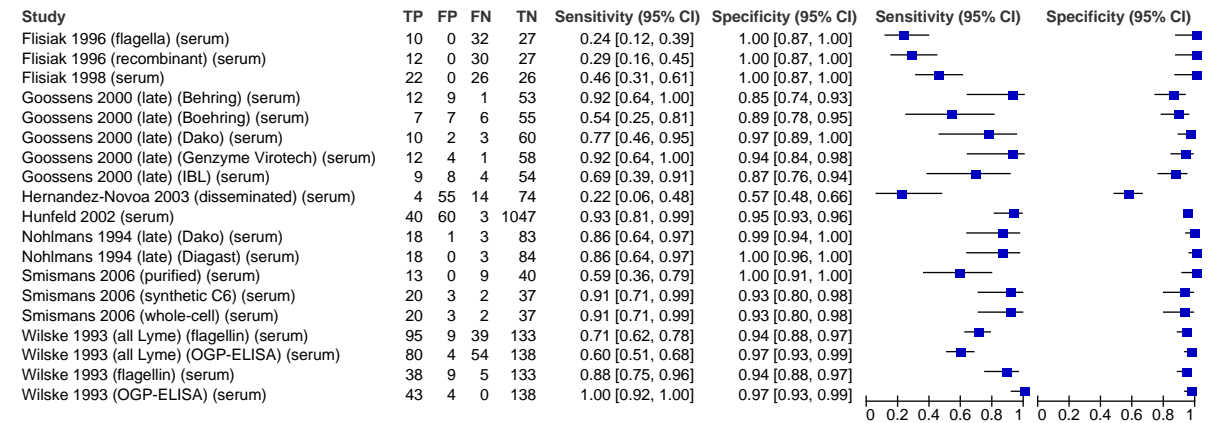 Study TP FP FN TN Sensitivity (95% CI) Specificity (95% CI) Sensitivity (95% CI) Specificity (95% CI)
Flisiak 1996 (flagella) (serum) 10 0 32 27 0.24 [0.12, 0.39] 1.00 [0.87, 1.00]
Flisiak 1996 (recombinant) (serum) 12 0 30 27 0.29 [0.16, 0.45] 1.00 [0.87, 1.00]
Flisiak 1998 (serum) 22 0 26 26 0.46 [0.31, 0.61] 1.00 [0.87, 1.00]
Goossens 2000 (late) (Behring) (serum) 12 9 1 53 0.92 [0.64, 1.00] 0.85 [0.74, 0.93]
Goossens 2000 (late) (Boehring) (serum) 7 7 6 55 0.54 [0.25, 0.81] 0.89 [0.78, 0.95]
Goossens 2000 (late) (Dako) (serum) 10 2 3 60 0.77 [0.46, 0.95] 0.97 [0.89, 1.00]
Goossens 2000 (late) (Genzyme Virotech) (serum) 12 4 1 58 0.92 [0.64, 1.00] 0.94 [0.84, 0.98]
Goossens 2000 (late) (IBL) (serum) 9 8 4 54 0.69 [0.39, 0.91] 0.87 [0.76, 0.94]
Hernandez-Novoa 2003 (disseminated) (serum) 4 55 14 74 0.22 [0.06, 0.48] 0.57 [0.48, 0.66]
Hunfeld 2002 (serum) 40 60 3 1047 0.93 [0.81, 0.99] 0.95 [0.93, 0.96]
Nohlmans 1994 (late) (Dako) (serum) 18 1 3 83 0.86 [0.64, 0.97] 0.99 [0.94, 1.00]
Nohlmans 1994 (late) (Diagast) (serum) 18 0 3 84 0.86 [0.64, 0.97] 1.00 [0.96, 1.00]
Smismans 2006 (purified) (serum) 13 0 9 40 0.59 [0.36, 0.79] 1.00 [0.91, 1.00]
Smismans 2006 (synthetic C6) (serum) 20 3 2 37 0.91 [0.71, 0.99] 0.93 [0.80, 0.98]
Smismans 2006 (whole-cell) (serum) 20 3 2 37 0.91 [0.71, 0.99] 0.93 [0.80, 0.98]
Wilske 1993 (all Lyme) (flagellin) (serum) 95 9 39 133 0.71 [0.62, 0.78] 0.94 [0.88, 0.97]
Wilske 1993 (all Lyme) (OGP-ELISA) (serum) 80 4 54 138 0.60 [0.51, 0.68] 0.97 [0.93, 0.99]
Wilske 1993 (flagellin) (serum) 38 9 5 133 0.88 [0.75, 0.96] 0.94 [0.88, 0.97]
Wilske 1993 (OGP-ELISA) (serum) 43 4 0 138 1.00 [0.92, 1.00] 0.97 [0.93, 0.99]
0 0.2 0.4 0.6 0.8 1 0 0.2 0.4 0.6 0.8 1